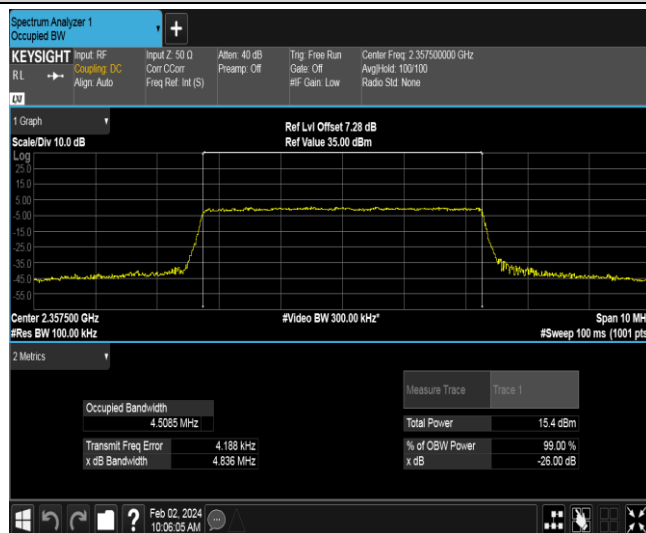 Spectrum Analyzer 1
Occupied BW
KEYSIGHT
RL
LXI
Input: RF
Coupling: DC
Align: Auto
Input Z: 50 Ω
Corr CCorr
Freq Ref: Int (S)
Atten: 40 dB
Preamp: Off
Trig: Free Run
Gate: Off
#IF Gain: Low
Center Freq: 2.357500000 GHz
Avg|Hold: 100/100
Radio Std: None
1 Graph
Scale/Div 10.0 dB
Ref Lvl Offset 7.28 dB
Ref Value 35.00 dBm
Log
25.0
15.0
5.00
-5.00
-15.0
-25.0
-35.0
-45.0
-55.0
Center 2.357500 GHz
#Res BW 100.00 kHz
#Video BW 300.00 kHz*
Span 10 MH
#Sweep 100 ms (1001 pts
2 Metrics
Measure Trace Trace 1
Occupied Bandwidth
4.5085 MHz
Total Power 15.4 dBm
Transmit Freq Error 4.188 kHz
% of OBW Power 99.00 %
x dB Bandwidth 4.836 MHz
x dB -26.00 dB
?
Feb 02, 2024
10:06:05 AM